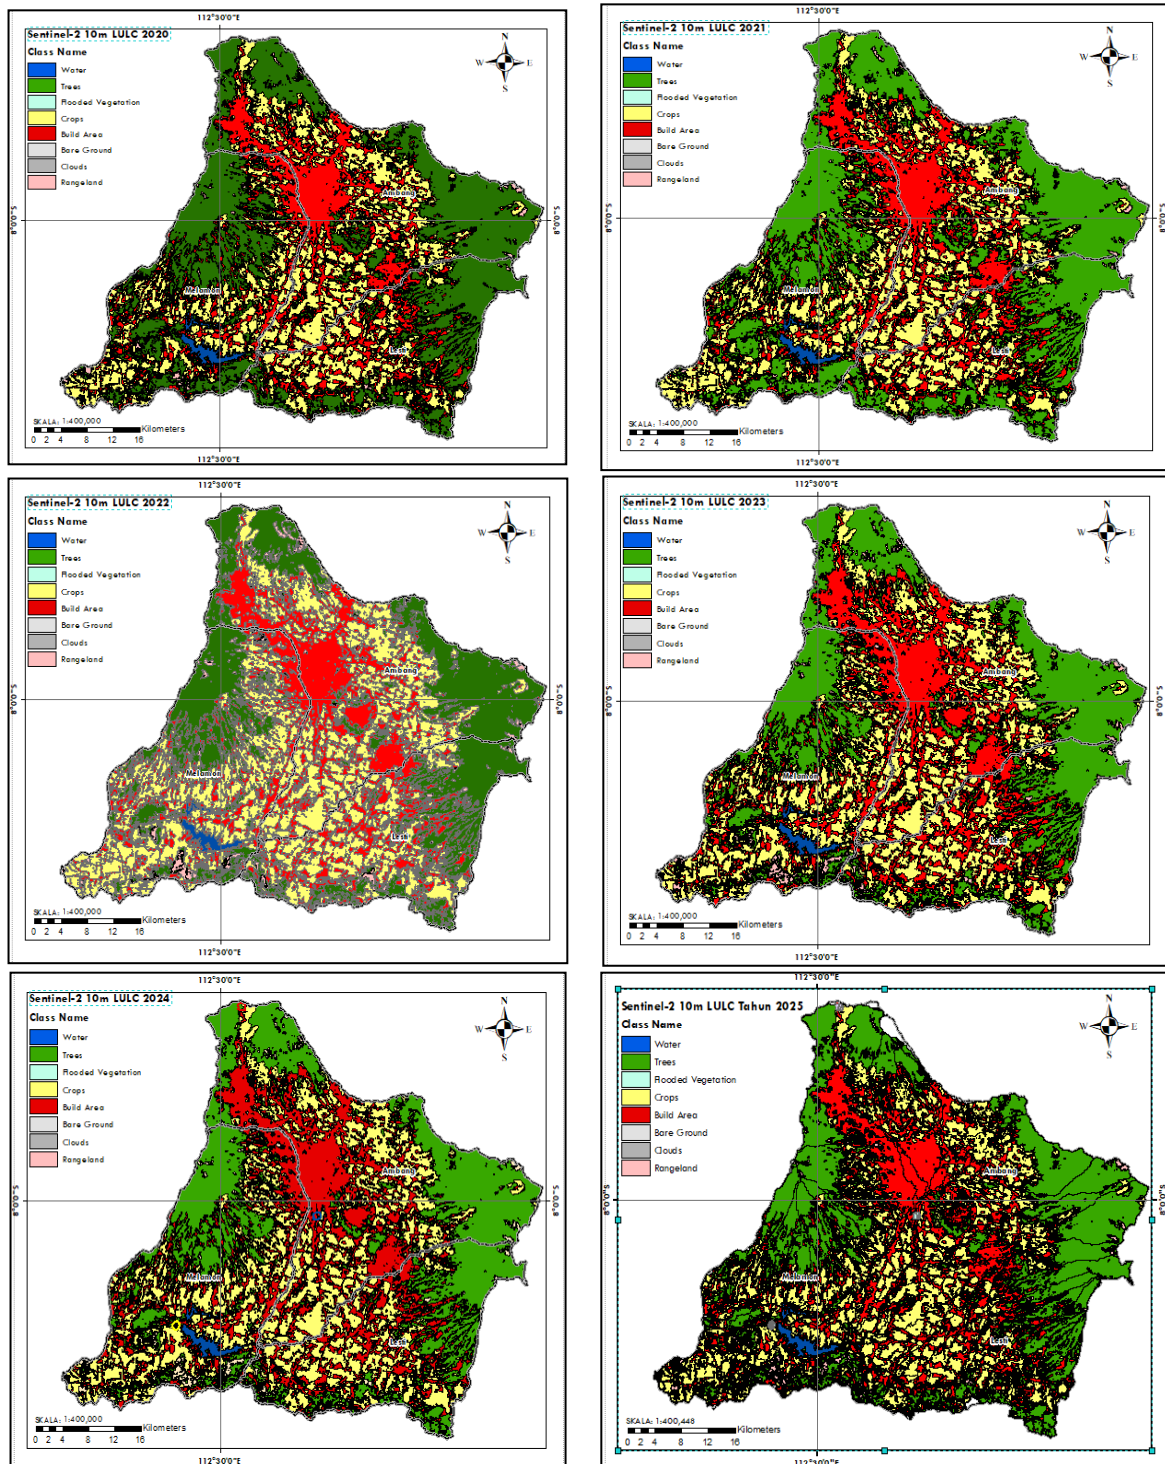 112°30'0"E
Sentinel-2 10m LULC 2020
Class Name
Water
Trees
Flooded Vegetation
Crops
Build Area
Bare Ground
Clouds
Rangeland
N
W E
S
Ambang
8°0'0"S
8°0'0"S
Melamon
Lesti
SKALA: 1:400,000
Kilometers
0 2 4 8 12 16
112°30'0"E
112°30'0"E
Sentinel-2 10m LULC 2021
Class Name
Water
Trees
Flooded Vegetation
Crops
Build Area
Bare Ground
Clouds
Rangeland
N
W E
S
Ambang
8°0'0"S
8°0'0"S
Melamon
Lesti
SKALA: 1:400,000
Kilometers
0 2 4 8 12 16
112°30'0"E
112°30'0"E
Sentinel-2 10m LULC 2022
Class Name
Water
Trees
Flooded Vegetation
Crops
Build Area
Bare Ground
Clouds
Rangeland
N
W E
S
Ambang
8°0'0"S
8°0'0"S
Melamon
Lesti
SKALA: 1:400,000
Kilometers
0 2 4 8 12 16
112°30'0"E
112°30'0"E
Sentinel-2 10m LULC 2023
Class Name
Water
Trees
Flooded Vegetation
Crops
Build Area
Bare Ground
Clouds
Rangeland
N
W E
S
Ambang
8°0'0"S
8°0'0"S
Melamon
Lesti
SKALA: 1:400,000
Kilometers
0 2 4 8 12 16
112°30'0"E
112°30'0"E
Sentinel-2 10m LULC 2024
Class Name
Water
Trees
Flooded Vegetation
Crops
Build Area
Bare Ground
Clouds
Rangeland
N
W E
S
Ambang
8°0'0"S
8°0'0"S
Melamon
Lesti
SKALA: 1:400,000
Kilometers
0 2 4 8 12 16
112°30'0"E
112°30'0"E
Sentinel-2 10m LULC Tahun 2025
Class Name
Water
Trees
Flooded Vegetation
Crops
Build Area
Bare Ground
Clouds
Rangeland
N
W E
S
Ambang
8°0'0"S
8°0'0"S
Melamon
Lesti
SKALA: 1:400,448
Kilometers
0 2 4 8 12 16
112°30'0"E